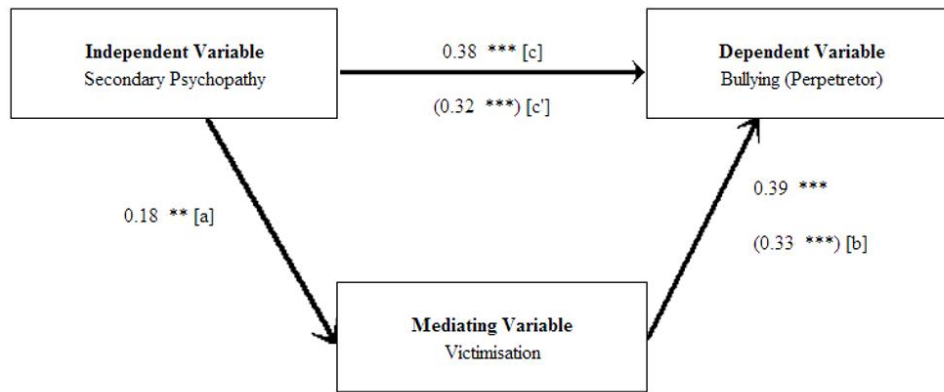 Independent Variable
Secondary Psychopathy
0.38 *** [c]
(0.32 ***) [c']
Dependent Variable
Bullying (Perpetretor)
0.18 ** [a]
0.39 ***
(0.33 ***) [b]
Mediating Variable
Victimisation